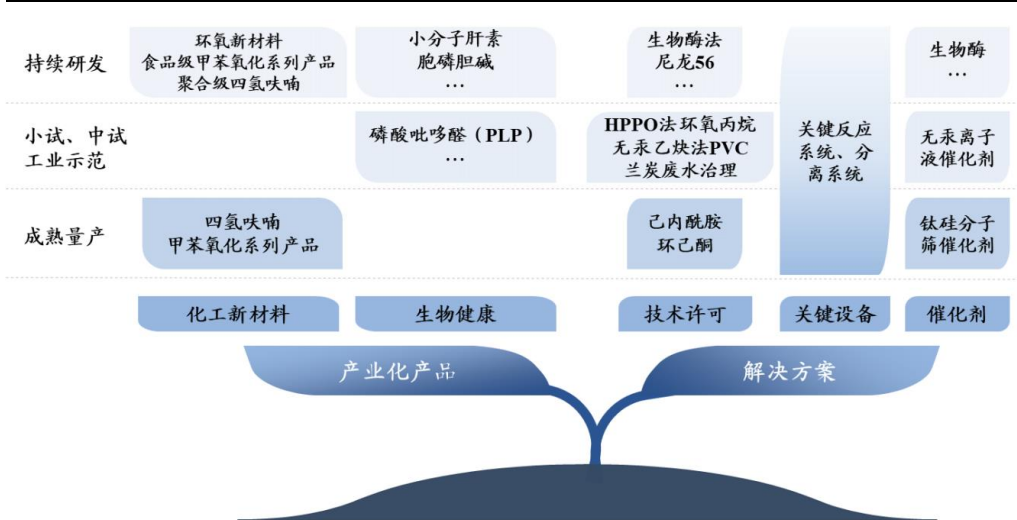 持续研发
环氧新材料
食品级甲苯氧化系列产品
聚合级四氢呋喃
小分子肝素
胞磷胆碱
…
生物酶法
尼龙56
…
生物酶
…
小试、中试
工业示范
磷酸吡哆醛（PLP）
…
HPPO法环氧丙烷
无汞乙炔法PVC
兰炭废水治理
关键反应
系统、分
离系统
无汞离子
液催化剂
成熟量产
四氢呋喃
甲苯氧化系列产品
己内酰胺
环己酮
钛硅分子
筛催化剂
化工新材料
生物健康
技术许可
关键设备
催化剂
产业化产品
解决方案